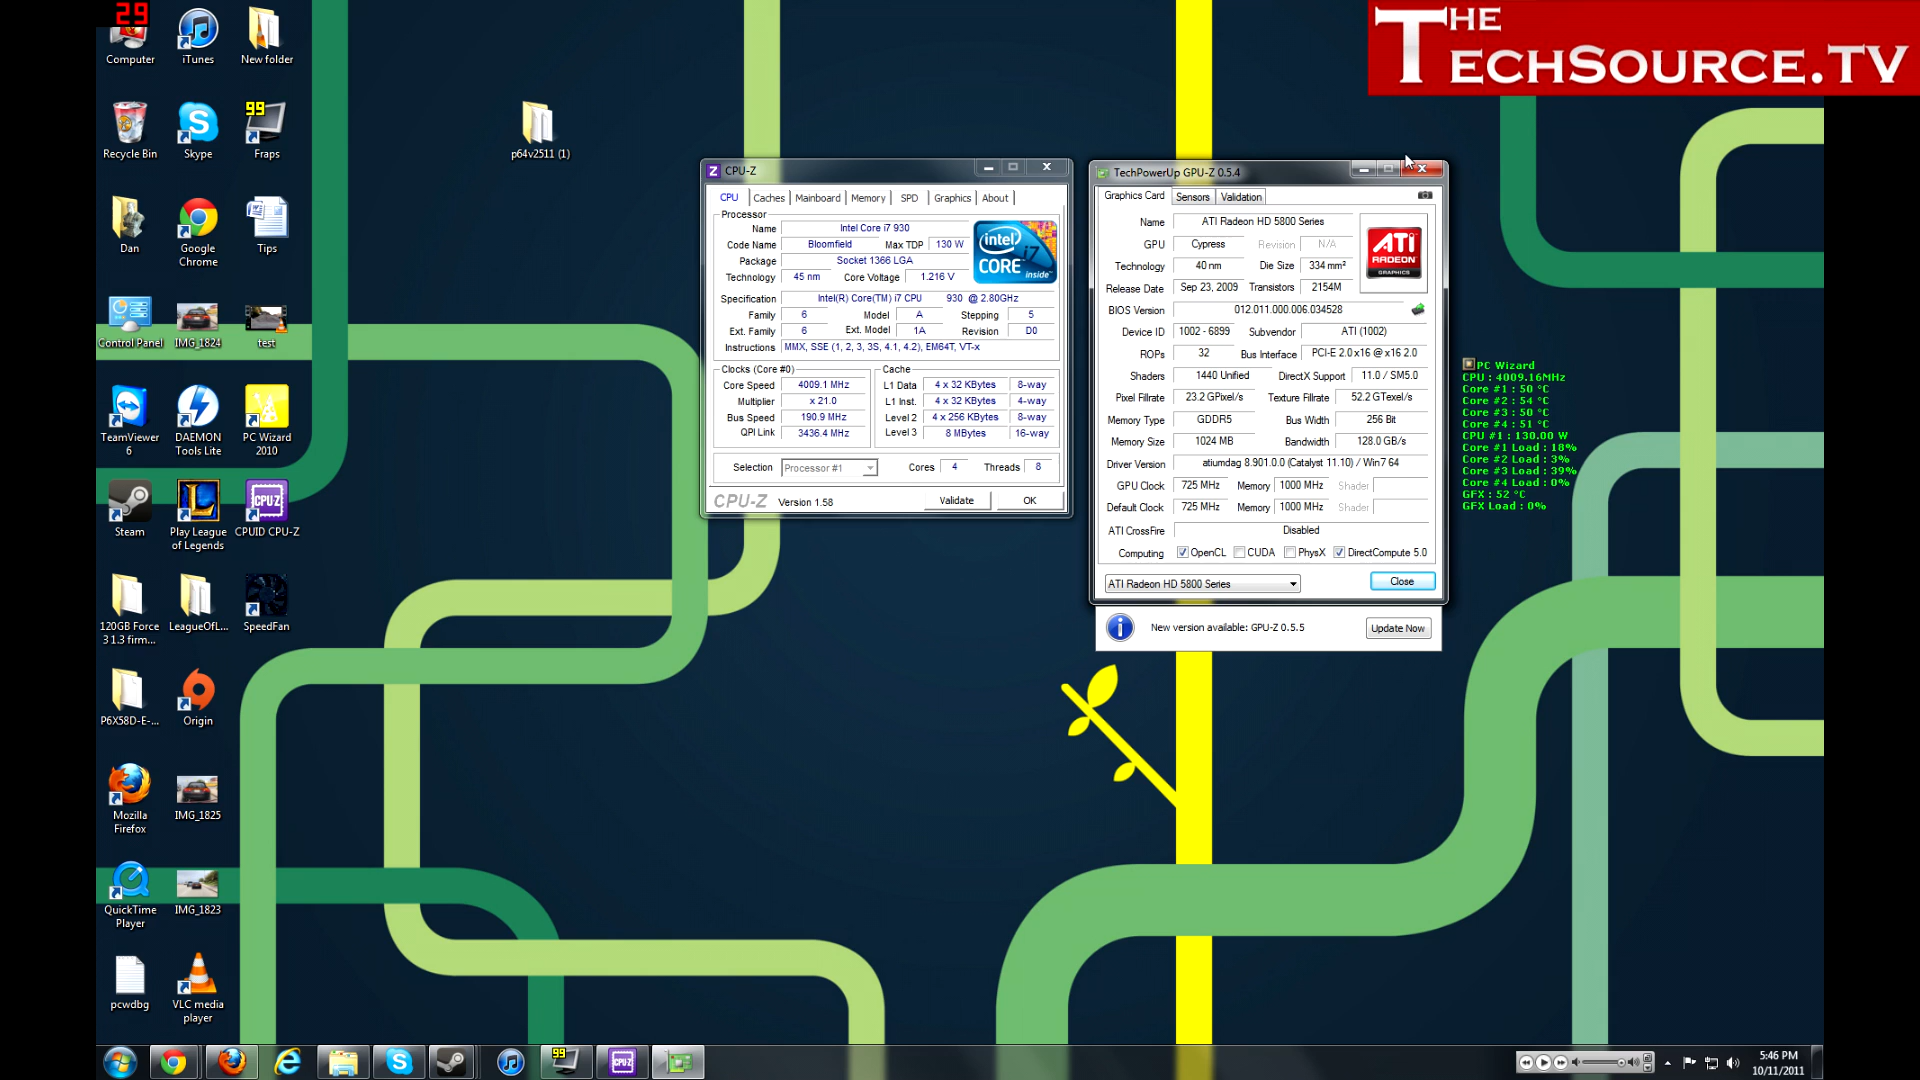 29
THE
TECHSOURCE.TV
Computer
iTunes
New folder
Recycle Bin
Skype
99
Fraps
p64v2511 (1)
Dan
Google
Chrome
Tips
Control Panel
IMG_1824
test
TeamViewer
6
DAEMON
Tools Lite
PC Wizard
2010
Steam
Play League
of Legends
CPUID CPU-Z
120GB Force
3 1.3 firm...
LeagueOfL...
SpeedFan
P6X58D-E-...
Origin
Mozilla
Firefox
IMG_1825
QuickTime
Player
IMG_1823
pcwdbg
VLC media
player
CPU-Z
CPU Caches Mainboard Memory SPD Graphics About
Processor
Name Intel Core i7 930
Code Name Bloomfield Max TDP 130 W
Package Socket 1366 LGA
Technology 45 nm Core Voltage 1.216 V
intel CORE i7 inside
Specification Intel(R) Core(TM) i7 CPU 930 @ 2.80GHz
Family 6 Model A Stepping 5
Ext. Family 6 Ext. Model 1A Revision D0
Instructions MMX, SSE (1, 2, 3, 3S, 4.1, 4.2), EM64T, VT-x
Clocks (Core #0)
Core Speed 4009.1 MHz
Multiplier x 21.0
Bus Speed 190.9 MHz
QPI Link 3436.4 MHz
Cache
L1 Data 4 x 32 KBytes 8-way
L1 Inst. 4 x 32 KBytes 4-way
Level 2 4 x 256 KBytes 8-way
Level 3 8 MBytes 16-way
Selection Processor #1 Cores 4 Threads 8
CPU-Z Version 1.58 Validate OK
TechPowerUp GPU-Z 0.5.4
Graphics Card Sensors Validation
Name ATI Radeon HD 5800 Series
GPU Cypress Revision N/A
Technology 40 nm Die Size 334 mm²
Release Date Sep 23, 2009 Transistors 2154M
ATI
RADEON
GRAPHICS
BIOS Version 012.011.000.006.034528
Device ID 1002 - 6899 Subvendor ATI (1002)
ROPs 32 Bus Interface PCI-E 2.0 x16 @ x16 2.0
Shaders 1440 Unified DirectX Support 11.0 / SM5.0
Pixel Fillrate 23.2 GPixel/s Texture Fillrate 52.2 GTexel/s
Memory Type GDDR5 Bus Width 256 Bit
Memory Size 1024 MB Bandwidth 128.0 GB/s
Driver Version atiumdag 8.901.0.0 (Catalyst 11.10) / Win7 64
GPU Clock 725 MHz Memory 1000 MHz Shader
Default Clock 725 MHz Memory 1000 MHz Shader
ATI CrossFire Disabled
Computing OpenCL CUDA PhysX DirectCompute 5.0
ATI Radeon HD 5800 Series Close
New version available: GPU-Z 0.5.5 Update Now
PC Wizard
CPU : 4009.16MHz
Core #1 : 50 °C
Core #2 : 54 °C
Core #3 : 50 °C
Core #4 : 51 °C
CPU #1 : 130.00 W
Core #1 Load : 18%
Core #2 Load : 3%
Core #3 Load : 39%
Core #4 Load : 0%
GFX : 52 °C
GFX Load : 0%
99
CPU-Z
5:46 PM
10/11/2011